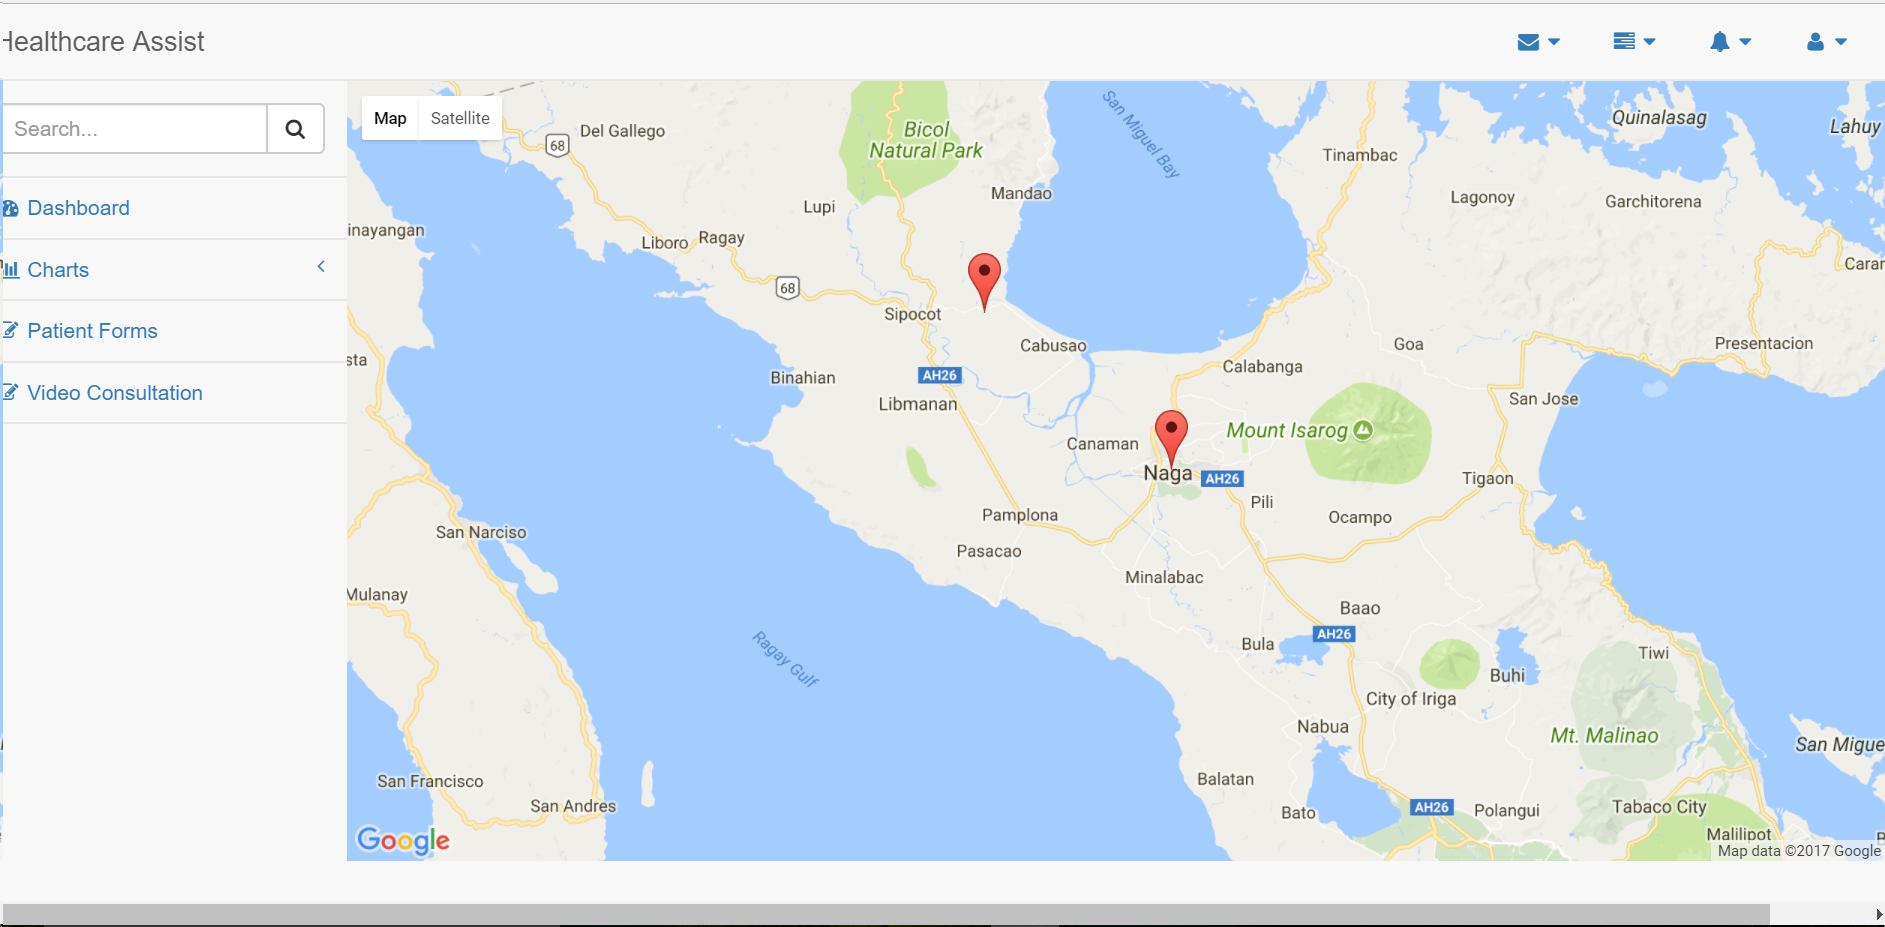 Healthcare Assist
Search...
Dashboard
Charts
Patient Forms
Video Consultation
Map Satellite
68
Del Gallego
Bicol
Natural Park
San Miguel Bay
Quinalasag
Lahuy
Tinambac
Mandao
Lagonoy
Garchitorena
Lupi
inayangan
Liboro
Ragay
Caran
68
Sipocot
Cabusao
Goa
Presentacion
sta
Calabanga
AH26
Binahian
Libmanan
San Jose
Canaman
Mount Isarog
Naga
AH26
Tigaon
Pili
Pamplona
Ocampo
San Narciso
Pasacao
Minalabac
Mulanay
Baao
AH26
Ragay Gulf
Bula
Tiwi
Buhi
City of Iriga
Nabua
Mt. Malinao
San Migue
San Francisco
Balatan
San Andres
AH26
Tabaco City
Bato
Polangui
Malilipot
Google
Map data ©2017 Google